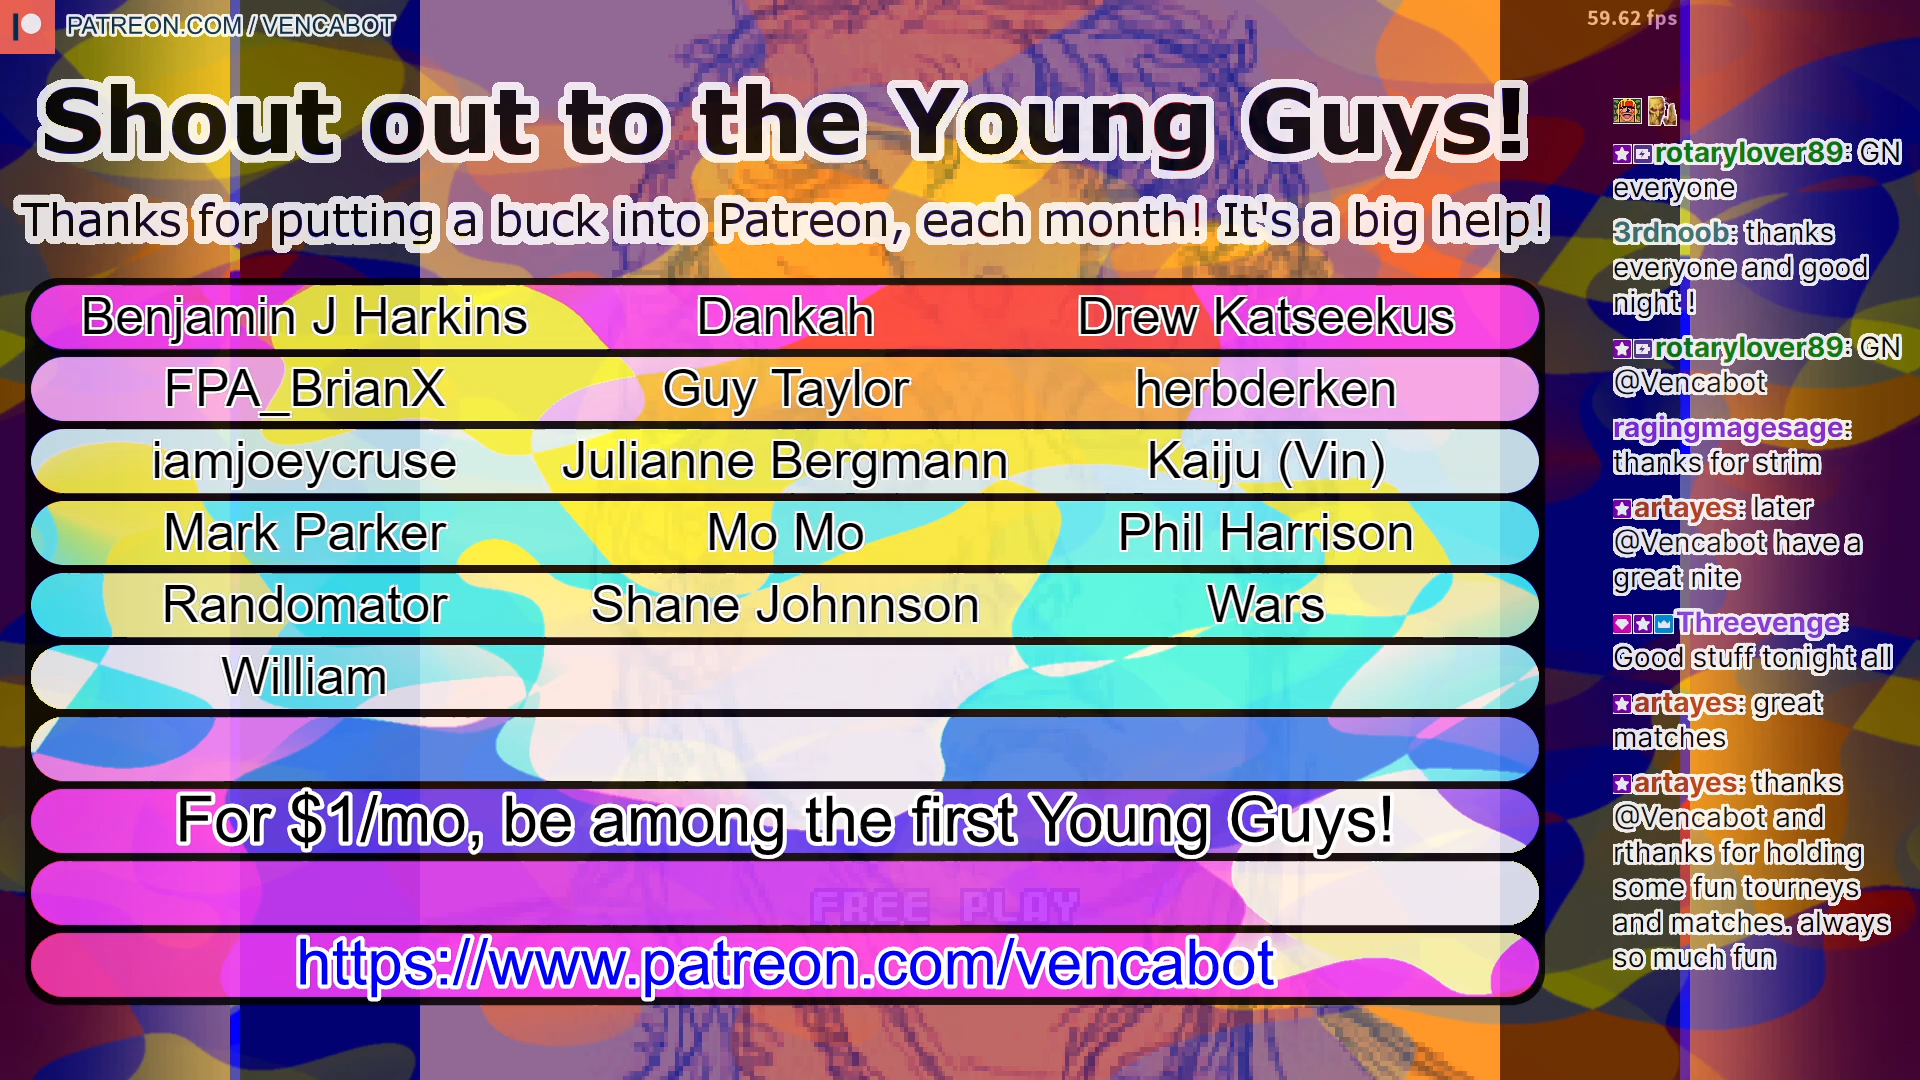 PATREON.COM / VENCABOT
59.62 fps
Shout out to the Young Guys!
Thanks for putting a buck into Patreon, each month! It's a big help!
Benjamin J Harkins Dankah Drew Katseekus
FPA_BrianX Guy Taylor herbderken
iamjoeycruse Julianne Bergmann Kaiju (Vin)
Mark Parker Mo Mo Phil Harrison
Randomator Shane Johnnson Wars
William
For $1/mo, be among the first Young Guys!
FREE PLAY
https://www.patreon.com/vencabot
rotarylover89: GN
everyone
3rdnoob: thanks
everyone and good
night !
rotarylover89: GN
@Vencabot
ragingmagesage:
thanks for strim
artayes: later
@Vencabot have a
great nite
Threevenge:
Good stuff tonight all
artayes: great
matches
artayes: thanks
@Vencabot and
rthanks for holding
some fun tourneys
and matches. always
so much fun